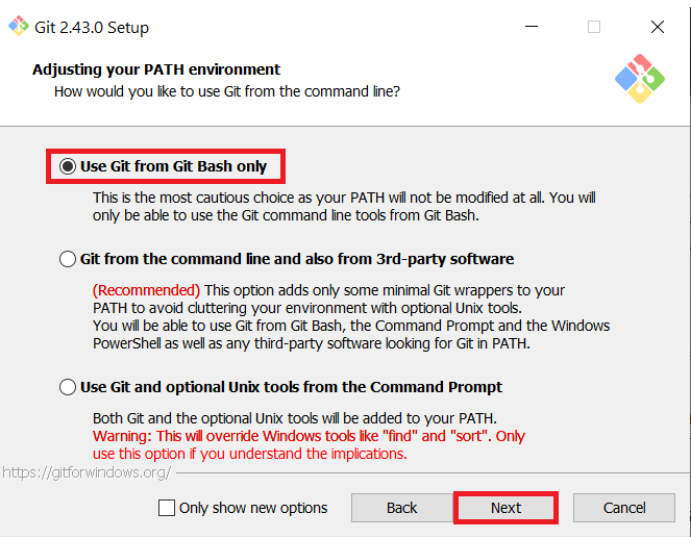 Git 2.43.0 Setup
Adjusting your PATH environment
How would you like to use Git from the command line?
Use Git from Git Bash only
This is the most cautious choice as your PATH will not be modified at all. You will
only be able to use the Git command line tools from Git Bash.
Git from the command line and also from 3rd-party software
(Recommended) This option adds only some minimal Git wrappers to your
PATH to avoid cluttering your environment with optional Unix tools.
You will be able to use Git from Git Bash, the Command Prompt and the Windows
PowerShell as well as any third-party software looking for Git in PATH.
Use Git and optional Unix tools from the Command Prompt
Both Git and the optional Unix tools will be added to your PATH.
Warning: This will override Windows tools like "find" and "sort". Only
use this option if you understand the implications.
https://gitforwindows.org/
Only show new options Back Next Cancel